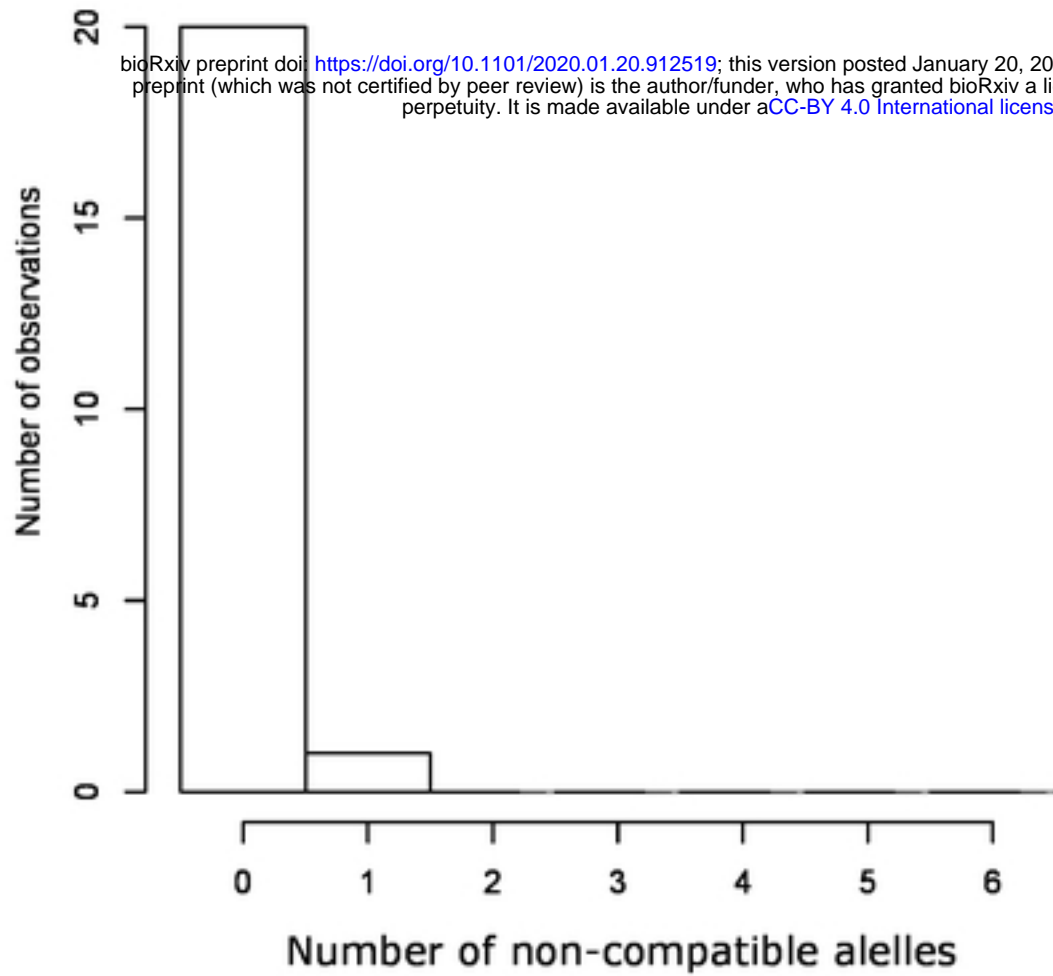 20
bioRxiv preprint doi: https://doi.org/10.1101/2020.01.20.912519; this version posted January 20, 20
preprint (which was not certified by peer review) is the author/funder, who has granted bioRxiv a li
perpetuity. It is made available under aCC-BY 4.0 International licens
15
Number of observations
10
5
0
0 1 2 3 4 5 6
Number of non-compatible alelles